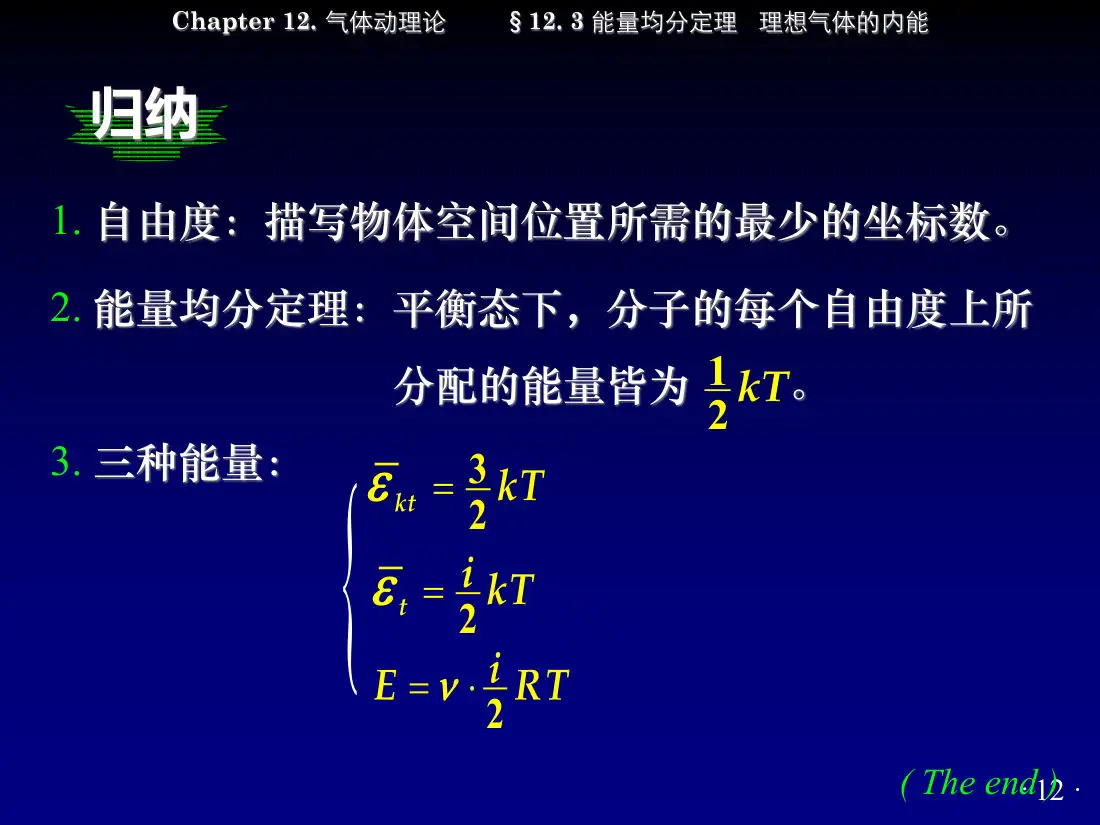 Chapter 12. 气体动理论 §12. 3 能量均分定理 理想气体的内能
归纳
1. 自由度：描写物体空间位置所需的最少的坐标数。
2. 能量均分定理：平衡态下，分子的每个自由度上所
分配的能量皆为 1/2 kT。
3. 三种能量：
ε̅_kt = 3/2 kT
ε̅_t = i/2 kT
E = ν · i/2 RT
( The end )
· 12 ·